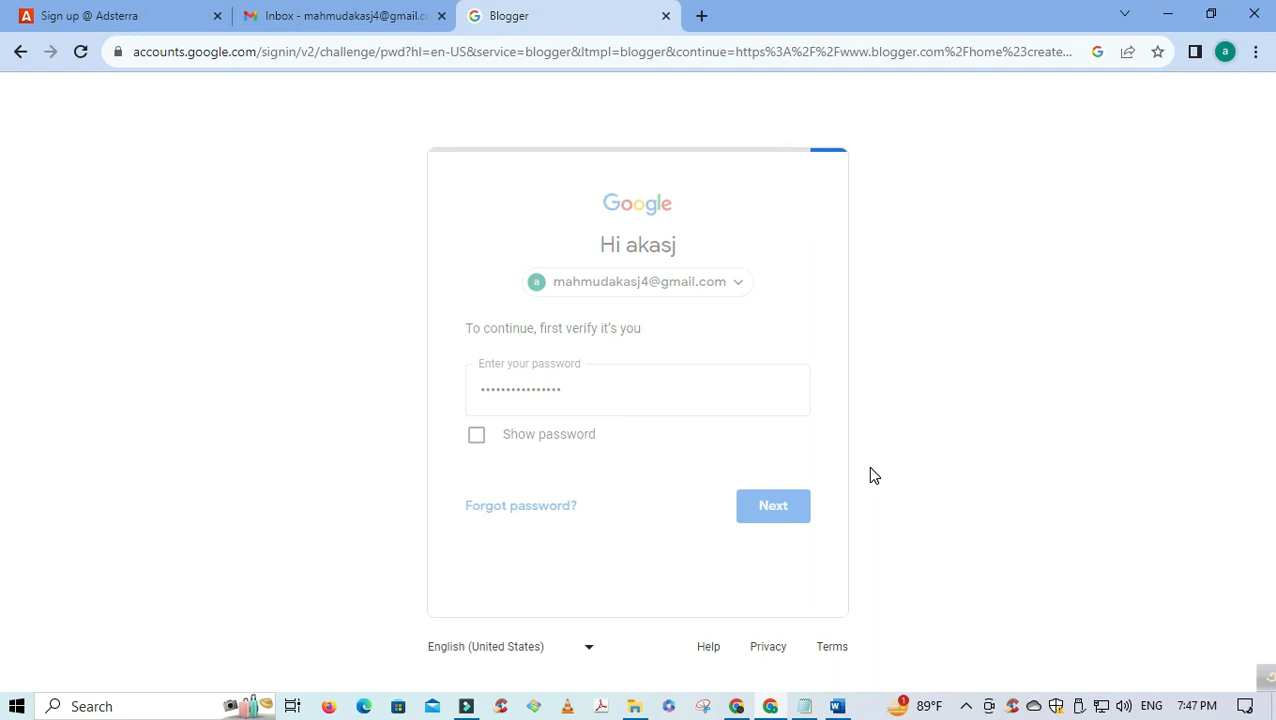 Sign up @ Adsterra
Inbox - mahmudakasj4@gmail.c
Blogger
accounts.google.com/signin/v2/challenge/pwd?hl=en-US&service=blogger&ltmpl=blogger&continue=https%3A%2F%2Fwww.blogger.com%2Fhome%23create...
a
Google
Hi akasj
a
mahmudakasj4@gmail.com
To continue, first verify it's you
Enter your password
••••••••••••••••
Show password
Forgot password?
Next
English (United States)
Help
Privacy
Terms
Search
1
89°F
ENG
7:47 PM